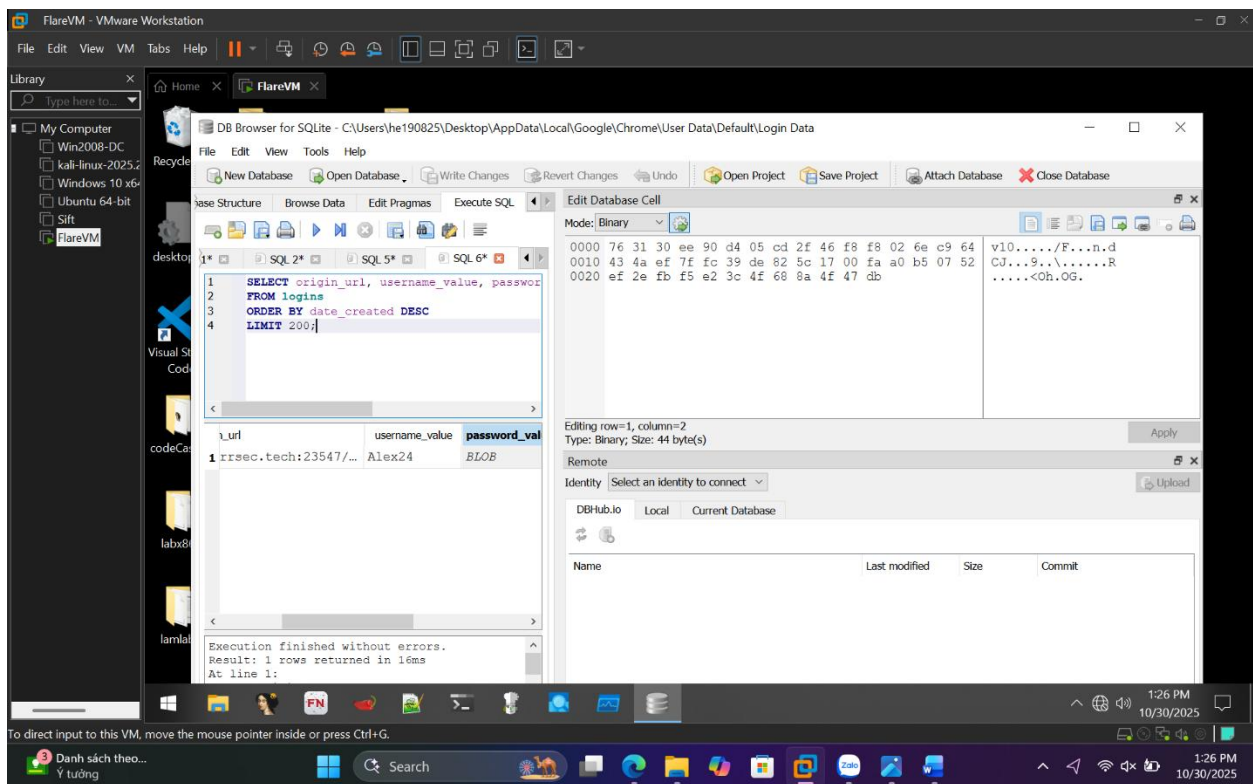 FlareVM - VMware Workstation
File Edit View VM Tabs Help
Library
Type here to...
My Computer
Win2008-DC
kali-linux-2025.2
Windows 10 x6
Ubuntu 64-bit
Sift
FlareVM
Home
FlareVM
Recycle
desktop
Visual St
Code
codeCa
labx8
lamla
DB Browser for SQLite - C:\Users\he190825\Desktop\AppData\Local\Google\Chrome\User Data\Default\Login Data
File Edit View Tools Help
New Database Open Database Write Changes Revert Changes Undo Open Project Save Project Attach Database Close Database
base Structure Browse Data Edit Pragmas Execute SQL
1* SQL 2* SQL 5* SQL 6*
1 SELECT origin_url, username_value, passwor
2 FROM logins
3 ORDER BY date_created DESC
4 LIMIT 200;
_url username_value password_val
1 rrsec.tech:23547/... Alex24 BLOB
Execution finished without errors.
Result: 1 rows returned in 16ms
At line 1:
Edit Database Cell
Mode: Binary
0000 76 31 30 ee 90 d4 05 cd 2f 46 f8 f8 02 6e c9 64 v10...../F...n.d
0010 43 4a ef 7f fc 39 de 82 5c 17 00 fa a0 b5 07 52 CJ...9..\......R
0020 ef 2e fb f5 e2 3c 4f 68 8a 4f 47 db .....<Oh.OG.
Editing row=1, column=2
Type: Binary; Size: 44 byte(s)
Apply
Remote
Identity Select an identity to connect
Upload
DBHub.io Local Current Database
Name Last modified Size Commit
FN
1:26 PM
10/30/2025
To direct input to this VM, move the mouse pointer inside or press Ctrl+G.
3
Danh sách theo...
Ý tưởng
Search
Zalo
1:26 PM
10/30/2025